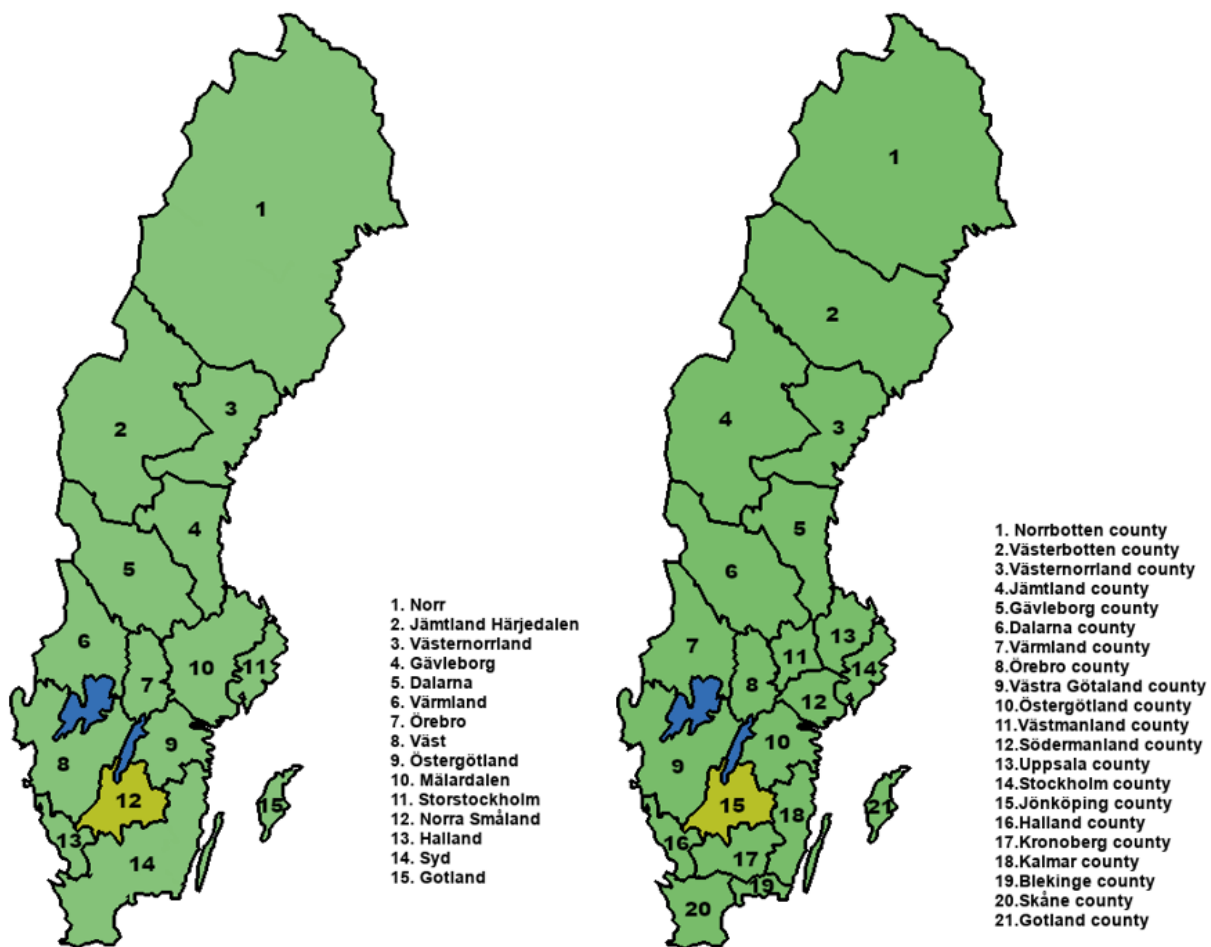 1
2
3
4
5
6
7
8
9
10
11
12
13
14
15
1. Norr
2. Jämtland Härjedalen
3. Västernorrland
4. Gävleborg
5. Dalarna
6. Värmland
7. Örebro
8. Väst
9. Östergötland
10. Mälardalen
11. Storstockholm
12. Norra Småland
13. Halland
14. Syd
15. Gotland
1
2
3
4
5
6
7
8
9
10
11
12
13
14
15
16
17
18
19
20
21
1. Norrbotten county
2.Västerbotten county
3.Västernorrland county
4.Jämtland county
5.Gävleborg county
6.Dalarna county
7.Värmland county
8.Örebro county
9.Västra Götaland county
10.Östergötland county
11.Västmanland county
12.Södermanland county
13.Uppsala county
14.Stockholm county
15.Jönköping county
16.Halland county
17.Kronoberg county
18.Kalmar county
19.Blekinge county
20.Skåne county
21.Gotland county